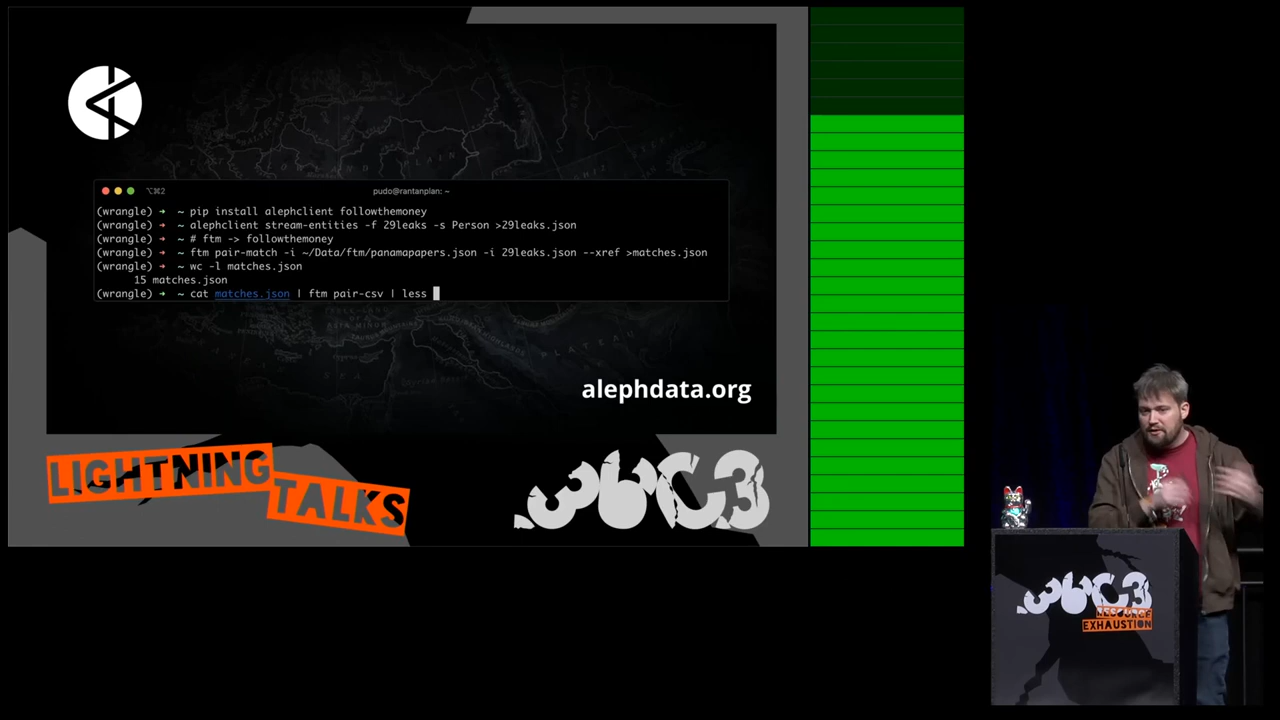 ⌥⌘2
pudo@rantanplan: ~
(wrangle) ➜ ~ pip install alephclient followthemoney
(wrangle) ➜ ~ alephclient stream-entities -f 29leaks -s Person >29leaks.json
(wrangle) ➜ ~ # ftm -> followthemoney
(wrangle) ➜ ~ ftm pair-match -i ~/Data/ftm/panamapapers.json -i 29leaks.json --xref >matches.json
(wrangle) ➜ ~ wc -l matches.json
15 matches.json
(wrangle) ➜ ~ cat matches.json | ftm pair-csv | less
alephdata.org
LIGHTNING
TALKS
36C3
36C3
RESOURCE
EXHAUSTION